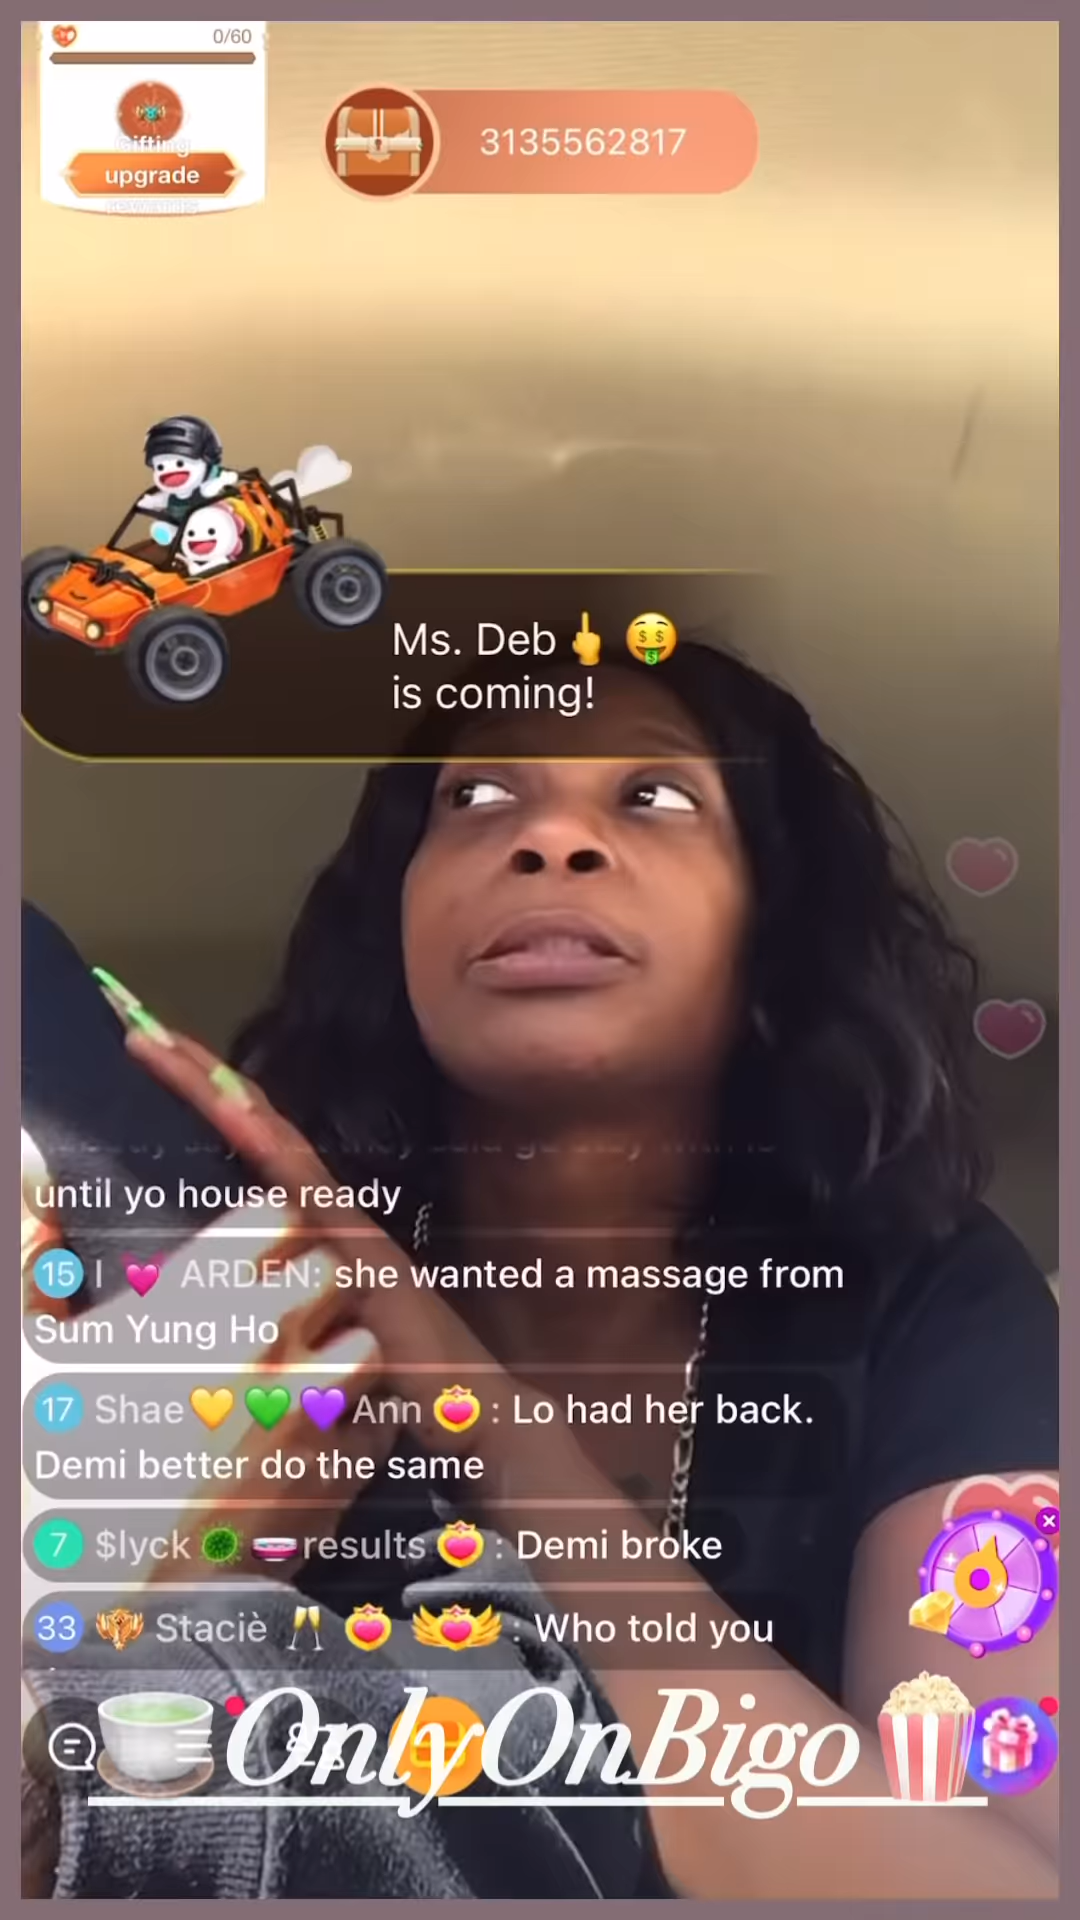 0/60
Gifting
upgrade
rewards
3135562817
Ms. Deb🖕 🤑
is coming!
until yo house ready
15 I 💓 ARDEN: she wanted a massage from
Sum Yung Ho
17 Shae💛💚💜Ann : Lo had her back.
Demi better do the same
7 $lyck🦠🧫results : Demi broke
33 Staciè 🥂 : Who told you
🍵OnlyOnBigo🍿